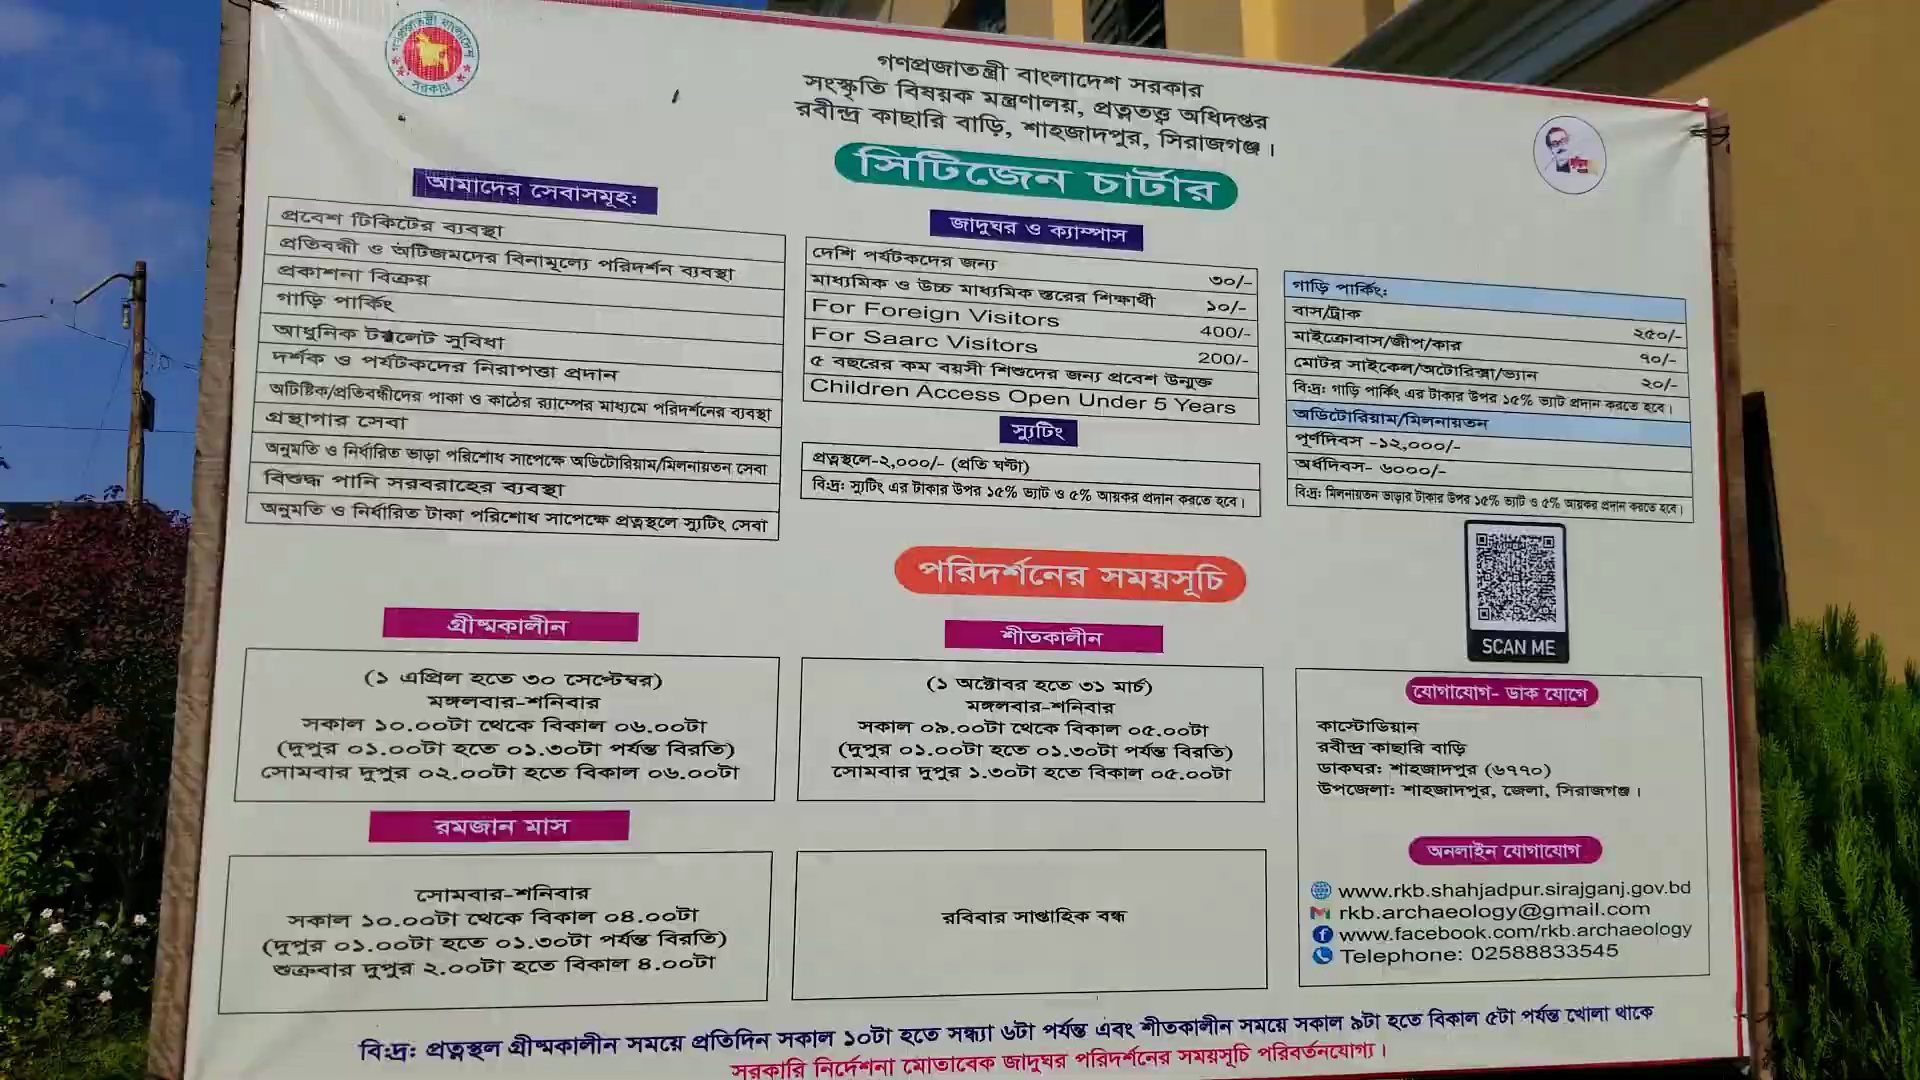 গণপ্রজাতন্ত্রী বাংলাদেশ সরকার
সংস্কৃতি বিষয়ক মন্ত্রণালয়, প্রত্নতত্ত্ব অধিদপ্তর
রবীন্দ্র কাছারি বাড়ি, শাহজাদপুর, সিরাজগঞ্জ।
সিটিজেন চার্টার
আমাদের সেবাসমূহ:
প্রবেশ টিকিটের ব্যবস্থা
প্রতিবন্ধী ও অটিজমদের বিনামূল্যে পরিদর্শন ব্যবস্থা
প্রকাশনা বিক্রয়
গাড়ি পার্কিং
আধুনিক টয়লেট সুবিধা
দর্শক ও পর্যটকদের নিরাপত্তা প্রদান
অটিষ্টিক/প্রতিবন্ধীদের পাকা ও কাঠের র‍্যাম্পের মাধ্যমে পরিদর্শনের ব্যবস্থা
গ্রন্থাগার সেবা
অনুমতি ও নির্ধারিত ভাড়া পরিশোধ সাপেক্ষে অডিটোরিয়াম/মিলনায়তন সেবা
বিশুদ্ধ পানি সরবরাহের ব্যবস্থা
অনুমতি ও নির্ধারিত টাকা পরিশোধ সাপেক্ষে প্রত্নস্থলে স্যুটিং সেবা
জাদুঘর ও ক্যাম্পাস
দেশি পর্যটকদের জন্য ৩০/-
মাধ্যমিক ও উচ্চ মাধ্যমিক স্তরের শিক্ষার্থী ১০/-
For Foreign Visitors 400/-
For Saarc Visitors 200/-
৫ বছরের কম বয়সী শিশুদের জন্য প্রবেশ উন্মুক্ত
Children Access Open Under 5 Years
স্যুটিং
প্রত্নস্থলে-২,০০০/- (প্রতি ঘণ্টা)
বি:দ্র: স্যুটিং এর টাকার উপর ১৫% ভ্যাট ও ৫% আয়কর প্রদান করতে হবে।
গাড়ি পার্কিং:
বাস/ট্রাক ২৫০/-
মাইক্রোবাস/জীপ/কার ৭০/-
মোটর সাইকেল/অটোরিক্সা/ভ্যান ২০/-
বি:দ্র: গাড়ি পার্কিং এর টাকার উপর ১৫% ভ্যাট প্রদান করতে হবে।
অডিটোরিয়াম/মিলনায়তন
পূর্ণদিবস -১২,০০০/-
অর্ধদিবস- ৬০০০/-
বি:দ্র: মিলনায়তন ভাড়ার টাকার উপর ১৫% ভ্যাট ও ৫% আয়কর প্রদান করতে হবে।
SCAN ME
পরিদর্শনের সময়সূচি
গ্রীষ্মকালীন
(১ এপ্রিল হতে ৩০ সেপ্টেম্বর)
মঙ্গলবার-শনিবার
সকাল ১০.০০টা থেকে বিকাল ০৬.০০টা
(দুপুর ০১.০০টা হতে ০১.৩০টা পর্যন্ত বিরতি)
সোমবার দুপুর ০২.০০টা হতে বিকাল ০৬.০০টা
শীতকালীন
(১ অক্টোবর হতে ৩১ মার্চ)
মঙ্গলবার-শনিবার
সকাল ০৯.০০টা থেকে বিকাল ০৫.০০টা
(দুপুর ০১.০০টা হতে ০১.৩০টা পর্যন্ত বিরতি)
সোমবার দুপুর ১.৩০টা হতে বিকাল ০৫.০০টা
রমজান মাস
সোমবার-শনিবার
সকাল ১০.০০টা থেকে বিকাল ০৪.০০টা
(দুপুর ০১.০০টা হতে ০১.৩০টা পর্যন্ত বিরতি)
শুক্রবার দুপুর ২.০০টা হতে বিকাল ৪.০০টা
রবিবার সাপ্তাহিক বন্ধ
যোগাযোগ- ডাক যোগে
কাস্টোডিয়ান
রবীন্দ্র কাছারি বাড়ি
ডাকঘর: শাহজাদপুর (৬৭৭০)
উপজেলা: শাহজাদপুর, জেলা, সিরাজগঞ্জ।
অনলাইন যোগাযোগ
www.rkb.shahjadpur.sirajganj.gov.bd
rkb.archaeology@gmail.com
www.facebook.com/rkb.archaeology
Telephone: 02588833545
বি:দ্র: প্রত্নস্থল গ্রীষ্মকালীন সময়ে প্রতিদিন সকাল ১০টা হতে সন্ধ্যা ৬টা পর্যন্ত এবং শীতকালীন সময়ে সকাল ৯টা হতে বিকাল ৫টা পর্যন্ত খোলা থাকে
সরকারি নির্দেশনা মোতাবেক জাদুঘর পরিদর্শনের সময়সূচি পরিবর্তনযোগ্য।